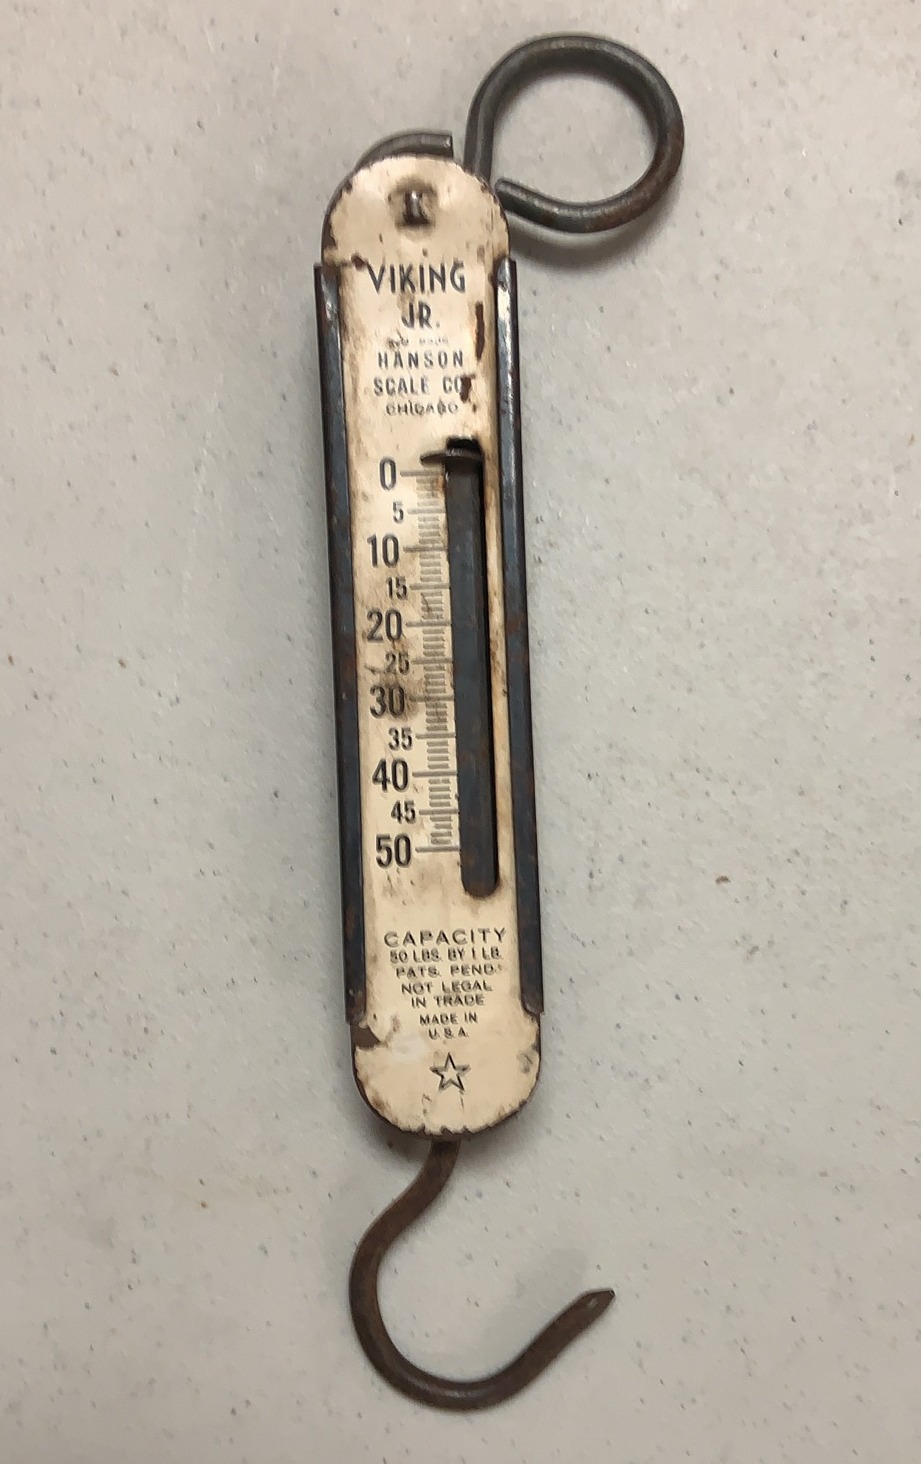 VIKING
JR.
HANSON
SCALE CO.
CHICAGO
0
5
10
15
20
25
30
35
40
45
50
CAPACITY
50 LBS. BY 1 LB.
PATS. PEND.
NOT LEGAL
IN TRADE
MADE IN
U.S.A.